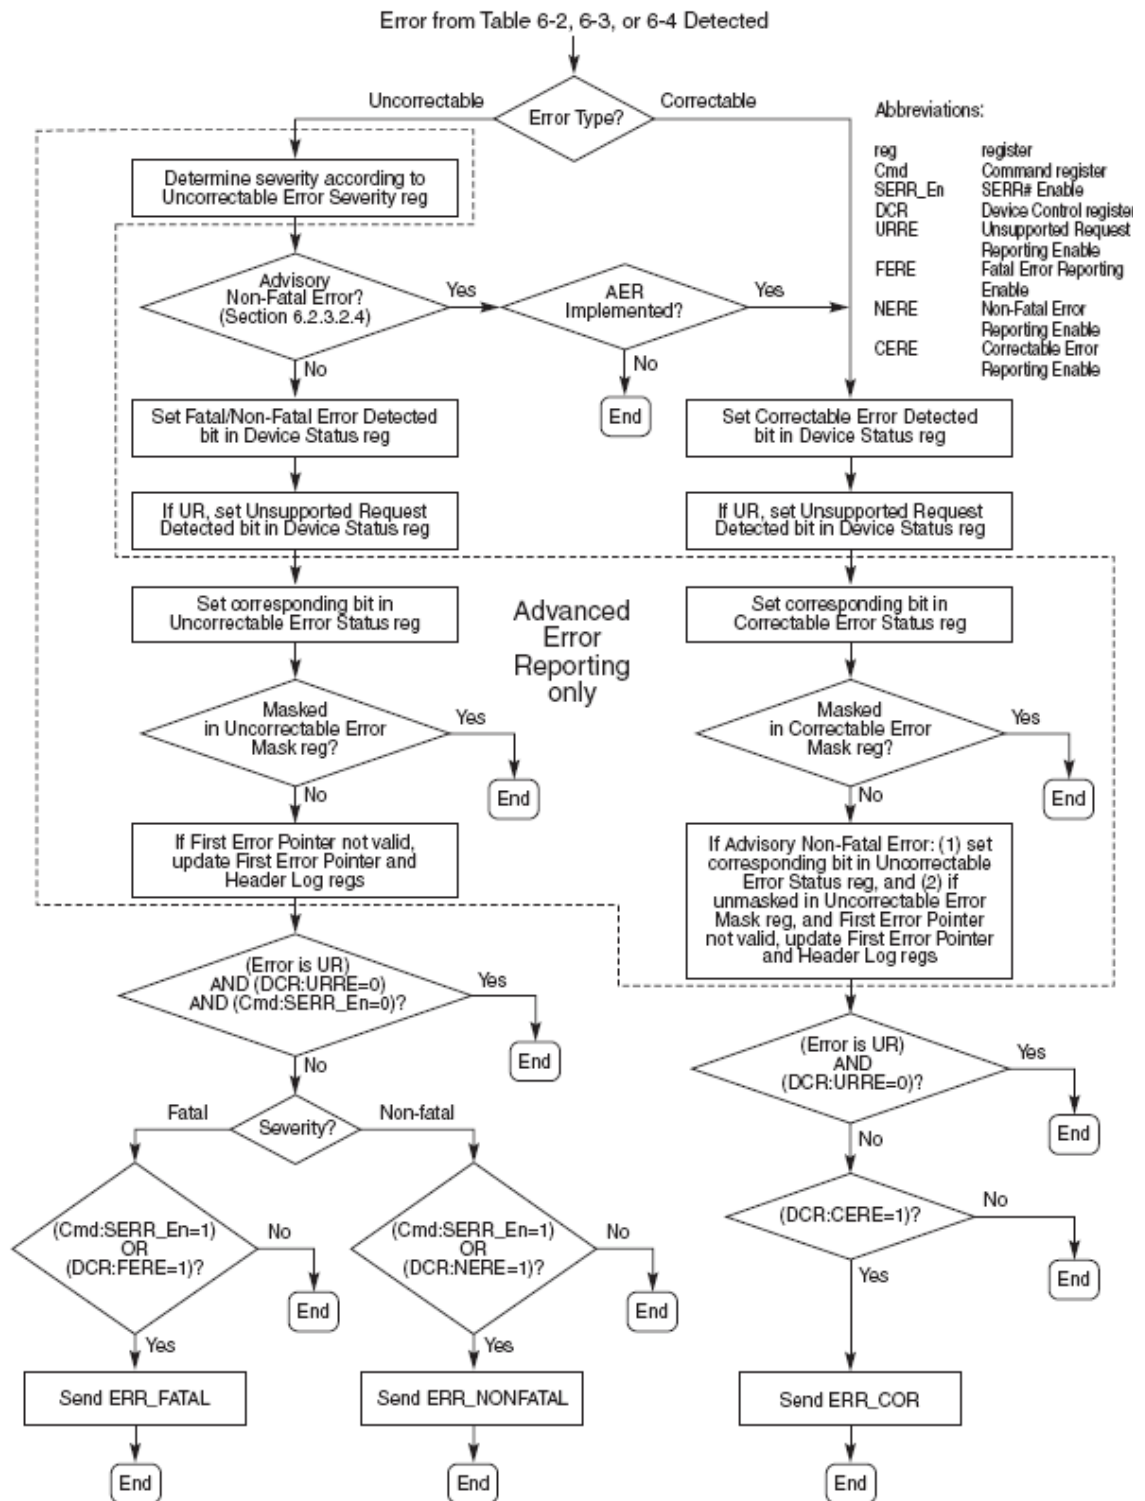 Error from Table 6-2, 6-3, or 6-4 Detected
Uncorrectable
Correctable
Error Type?
Abbreviations:
reg register
Cmd Command register
SERR_En SERR# Enable
DCR Device Control register
URRE Unsupported Request
Reporting Enable
FERE Fatal Error Reporting
Enable
NERE Non-Fatal Error
Reporting Enable
CERE Correctable Error
Reporting Enable
Determine severity according to
Uncorrectable Error Severity reg
Advisory
Non-Fatal Error?
(Section 6.2.3.2.4)
Yes
AER
Implemented?
Yes
No
No
End
Set Fatal/Non-Fatal Error Detected
bit in Device Status reg
Set Correctable Error Detected
bit in Device Status reg
If UR, set Unsupported Request
Detected bit in Device Status reg
If UR, set Unsupported Request
Detected bit in Device Status reg
Set corresponding bit in
Uncorrectable Error Status reg
Advanced
Error
Reporting
only
Set corresponding bit in
Correctable Error Status reg
Masked
in Uncorrectable Error
Mask reg?
Yes
End
No
Masked
in Correctable Error
Mask reg?
Yes
End
No
If First Error Pointer not valid,
update First Error Pointer and
Header Log regs
If Advisory Non-Fatal Error: (1) set
corresponding bit in Uncorrectable
Error Status reg, and (2) if
unmasked in Uncorrectable Error
Mask reg, and First Error Pointer
not valid, update First Error Pointer
and Header Log regs
(Error is UR)
AND (DCR:URRE=0)
AND (Cmd:SERR_En=0)?
Yes
End
No
(Error is UR)
AND
(DCR:URRE=0)?
Yes
End
No
Fatal
Severity?
Non-fatal
(Cmd:SERR_En=1)
OR
(DCR:FERE=1)?
No
End
Yes
(Cmd:SERR_En=1)
OR
(DCR:NERE=1)?
No
End
Yes
(DCR:CERE=1)?
No
End
Yes
Send ERR_FATAL
Send ERR_NONFATAL
Send ERR_COR
End
End
End